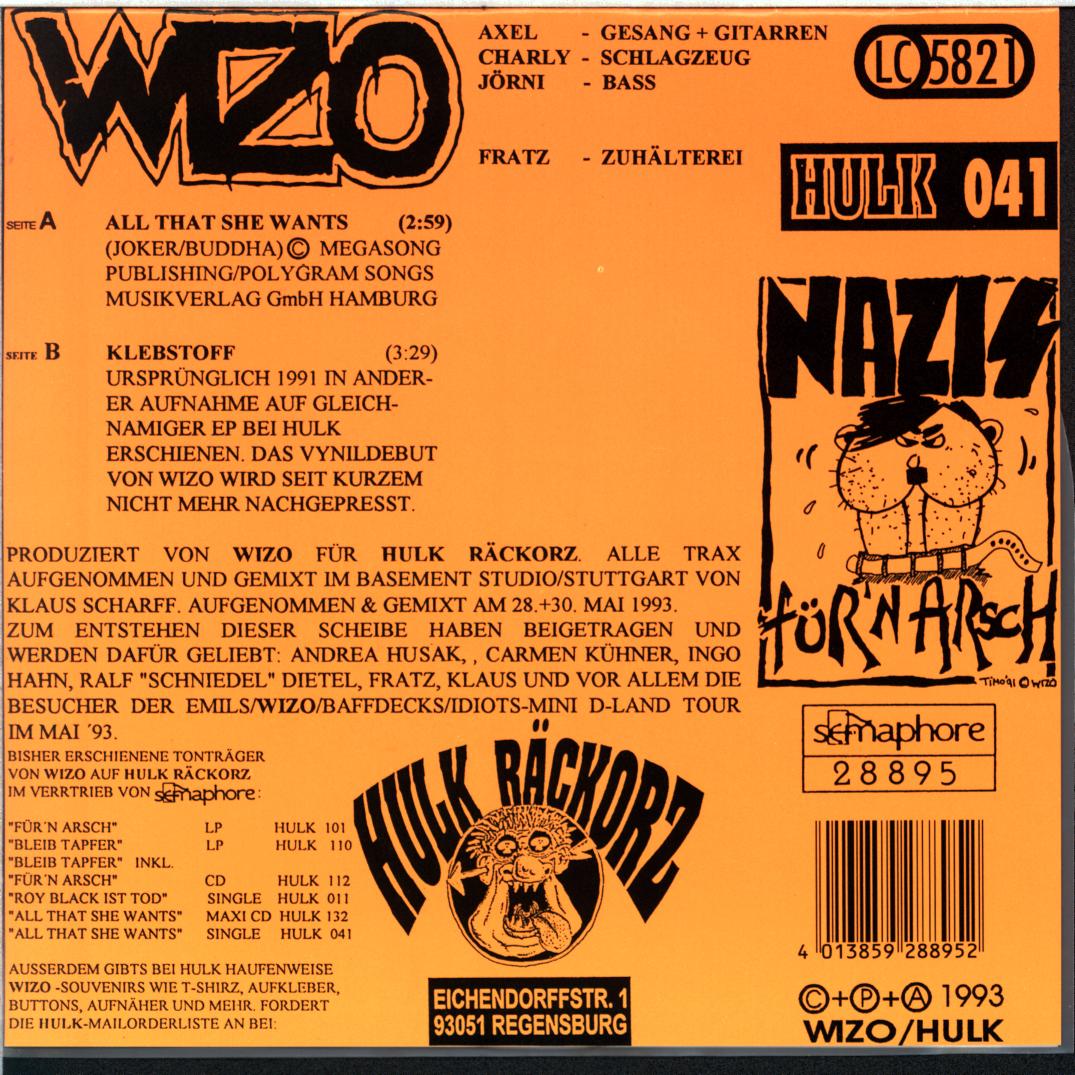 WIZO
AXEL - GESANG + GITARREN
CHARLY - SCHLAGZEUG
JÖRNI - BASS
FRATZ - ZUHÄLTEREI
LC 5821
HULK 041
SEITE A ALL THAT SHE WANTS (2:59)
(JOKER/BUDDHA) © MEGASONG
PUBLISHING/POLYGRAM SONGS
MUSIKVERLAG GmbH HAMBURG
SEITE B KLEBSTOFF (3:29)
URSPRÜNGLICH 1991 IN ANDER-
ER AUFNAHME AUF GLEICH-
NAMIGER EP BEI HULK
ERSCHIENEN. DAS VYNILDEBUT
VON WIZO WIRD SEIT KURZEM
NICHT MEHR NACHGEPRESST.
NAZIS
FÜR'N ARSCH
TIMO'91 © WIZO
PRODUZIERT VON WIZO FÜR HULK RÄCKORZ. ALLE TRAX
AUFGENOMMEN UND GEMIXT IM BASEMENT STUDIO/STUTTGART VON
KLAUS SCHARFF. AUFGENOMMEN & GEMIXT AM 28.+30. MAI 1993.
ZUM ENTSTEHEN DIESER SCHEIBE HABEN BEIGETRAGEN UND
WERDEN DAFÜR GELIEBT: ANDREA HUSAK, , CARMEN KÜHNER, INGO
HAHN, RALF "SCHNIEDEL" DIETEL, FRATZ, KLAUS UND VOR ALLEM DIE
BESUCHER DER EMILS/WIZO/BAFFDECKS/IDIOTS-MINI D-LAND TOUR
IM MAI ´93.
BISHER ERSCHIENENE TONTRÄGER
VON WIZO AUF HULK RÄCKORZ
IM VERRTRIEB VON semaphore:
"FÜR´N ARSCH" LP HULK 101
"BLEIB TAPFER" LP HULK 110
"BLEIB TAPFER" INKL.
"FÜR´N ARSCH" CD HULK 112
"ROY BLACK IST TOD" SINGLE HULK 011
"ALL THAT SHE WANTS" MAXI CD HULK 132
"ALL THAT SHE WANTS" SINGLE HULK 041
AUSSERDEM GIBTS BEI HULK HAUFENWEISE
WIZO -SOUVENIRS WIE T-SHIRZ, AUFKLEBER,
BUTTONS, AUFNÄHER UND MEHR. FORDERT
DIE HULK-MAILORDERLISTE AN BEI:
HULK RÄCKORZ
EICHENDORFFSTR. 1
93051 REGENSBURG
semaphore
28895
4 013859 288952
©+Ⓟ+Ⓐ 1993
WIZO/HULK